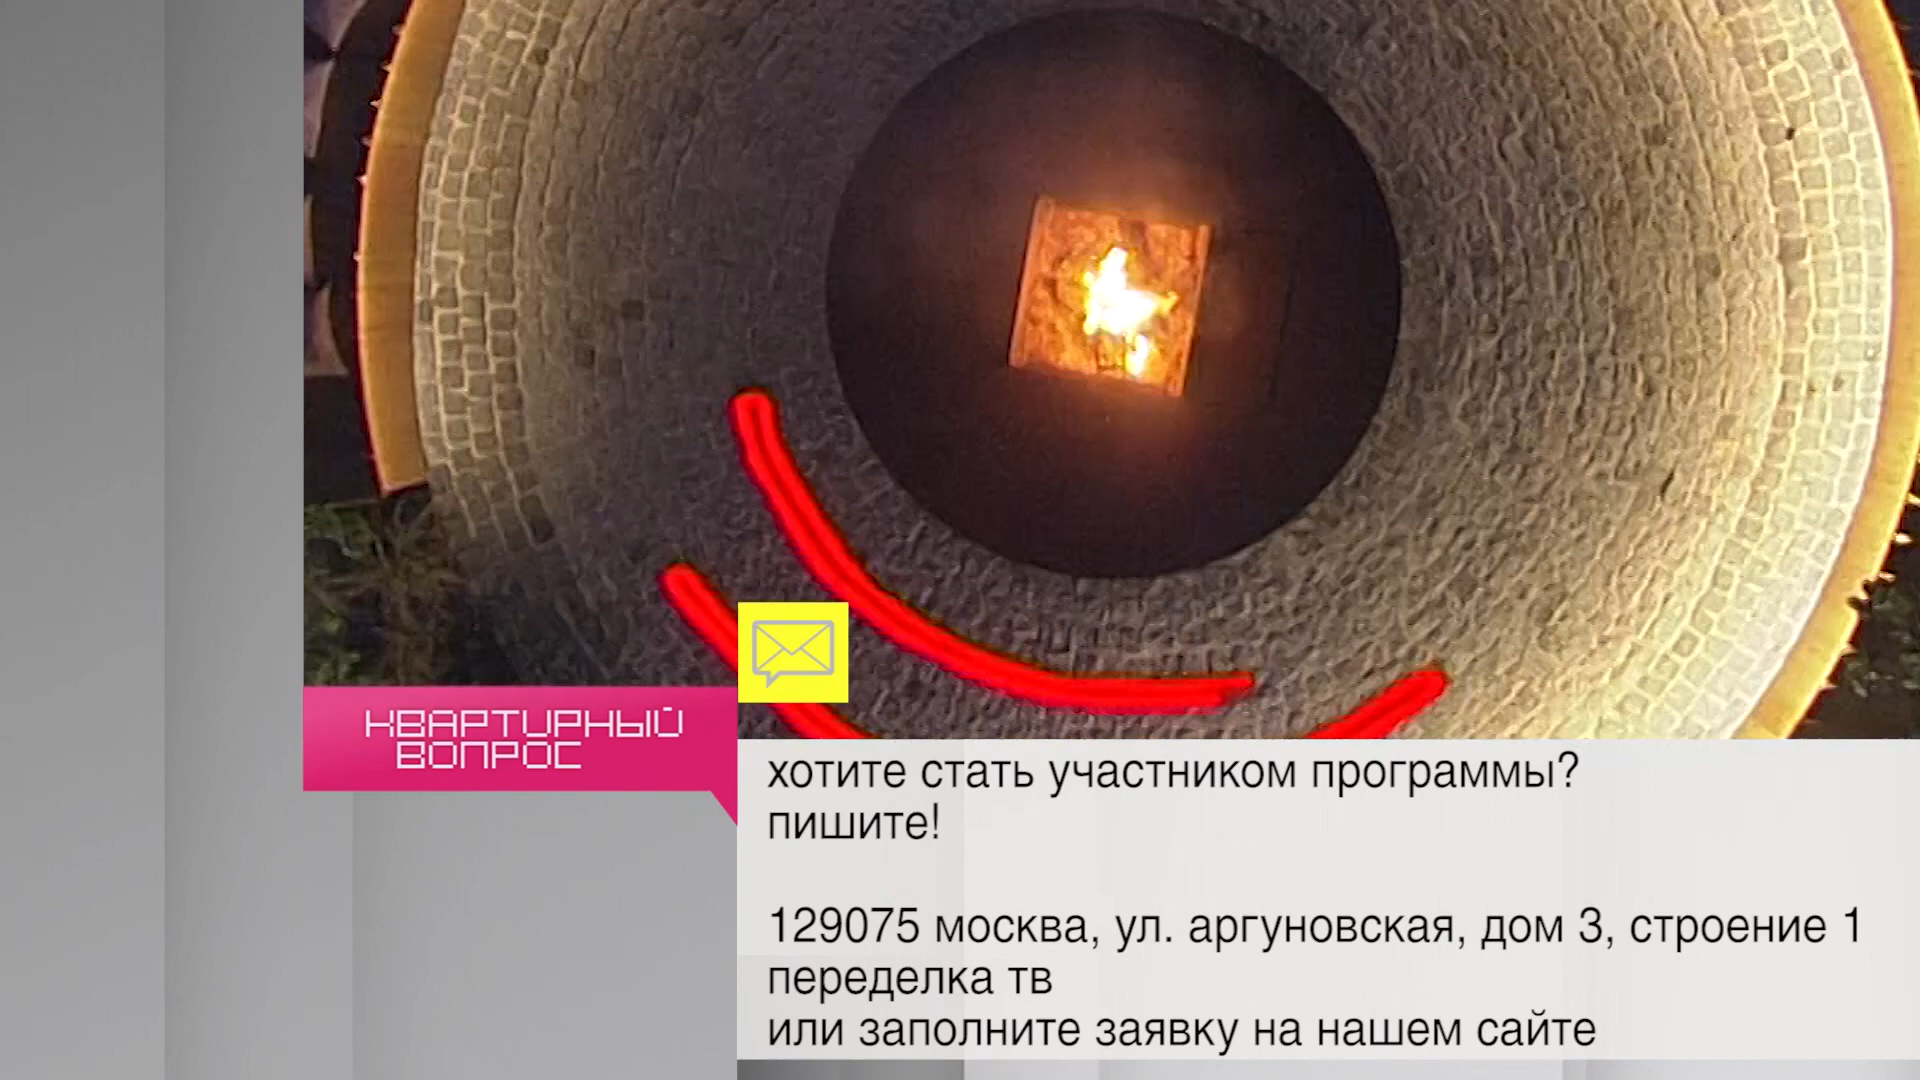 КВАРТИРНЫЙ
ВОПРОС
хотите стать участником программы?
пишите!
129075 москва, ул. аргуновская, дом 3, строение 1
переделка тв
или заполните заявку на нашем сайте